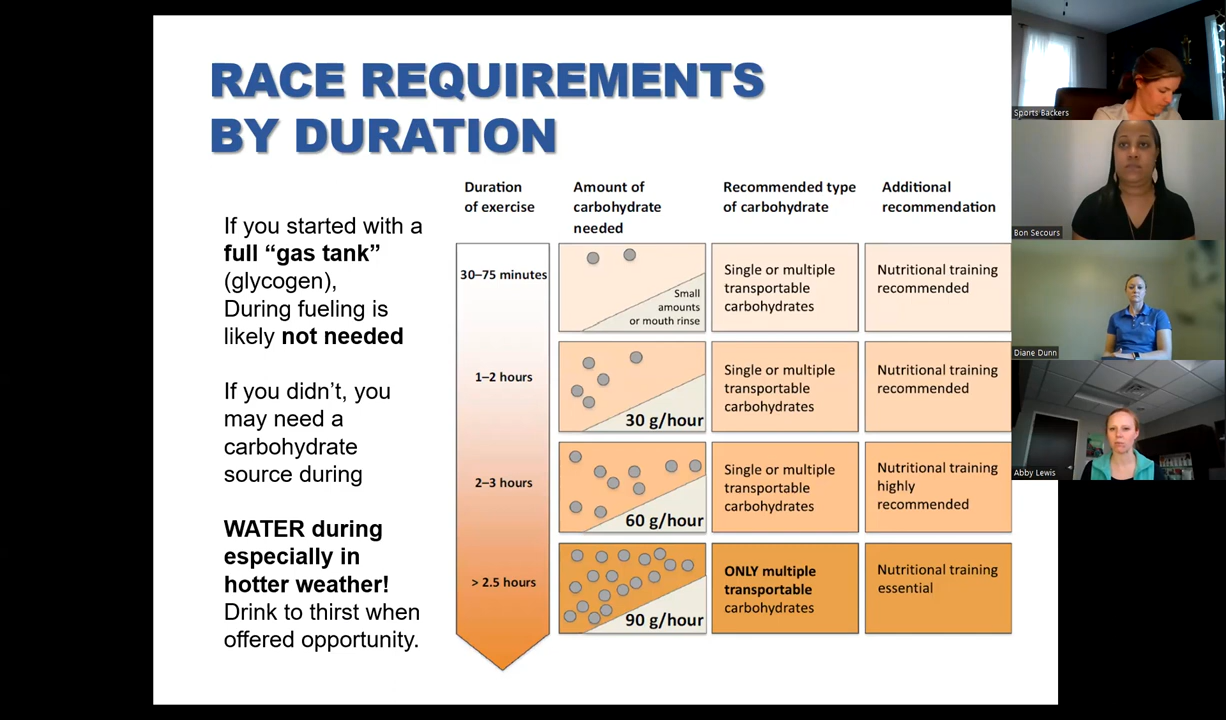 RACE REQUIREMENTS
BY DURATION
If you started with a
full “gas tank”
(glycogen),
During fueling is
likely not needed
If you didn’t, you
may need a
carbohydrate
source during
WATER during
especially in
hotter weather!
Drink to thirst when
offered opportunity.
Duration
of exercise
Amount of
carbohydrate
needed
Recommended type
of carbohydrate
Additional
recommendation
30–75 minutes
Small
amounts
or mouth rinse
Single or multiple
transportable
carbohydrates
Nutritional training
recommended
1–2 hours
30 g/hour
Single or multiple
transportable
carbohydrates
Nutritional training
recommended
2–3 hours
60 g/hour
Single or multiple
transportable
carbohydrates
Nutritional training
highly
recommended
> 2.5 hours
90 g/hour
ONLY multiple
transportable
carbohydrates
Nutritional training
essential
Sports Backers
Bon Secours
Diane Dunn
Abby Lewis